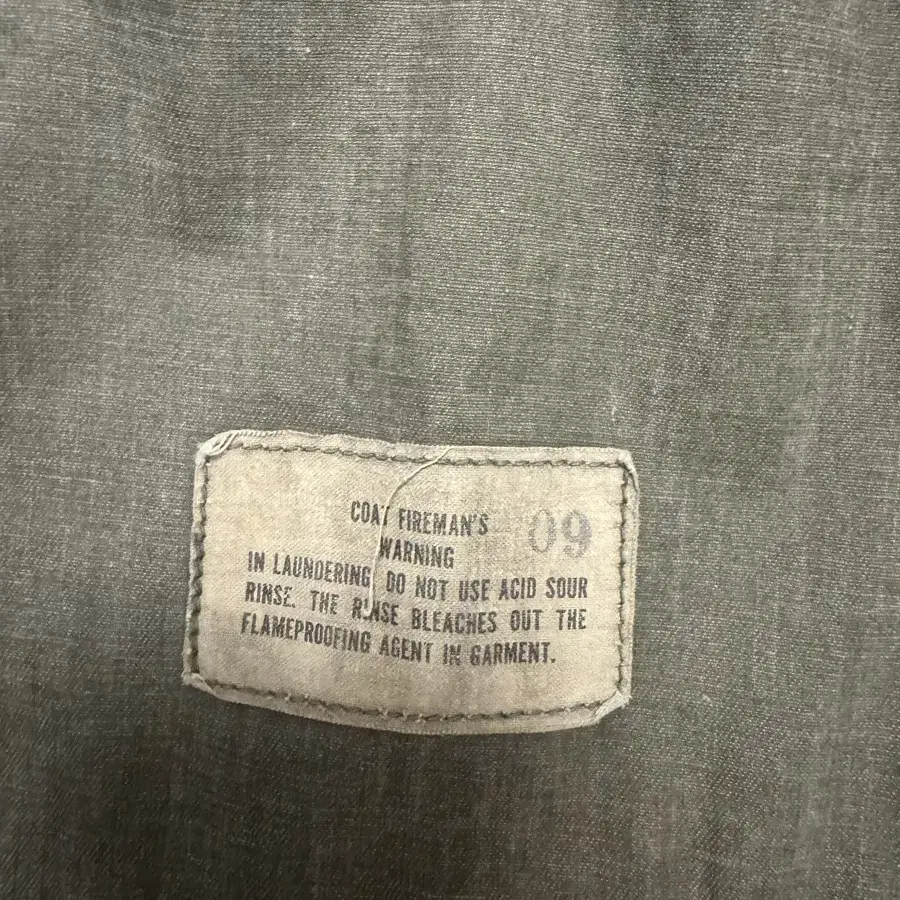 COAT FIREMAN'S
09
WARNING
IN LAUNDERING DO NOT USE ACID SOUR
RINSE. THE RINSE BLEACHES OUT THE
FLAMEPROOFING AGENT IN GARMENT.